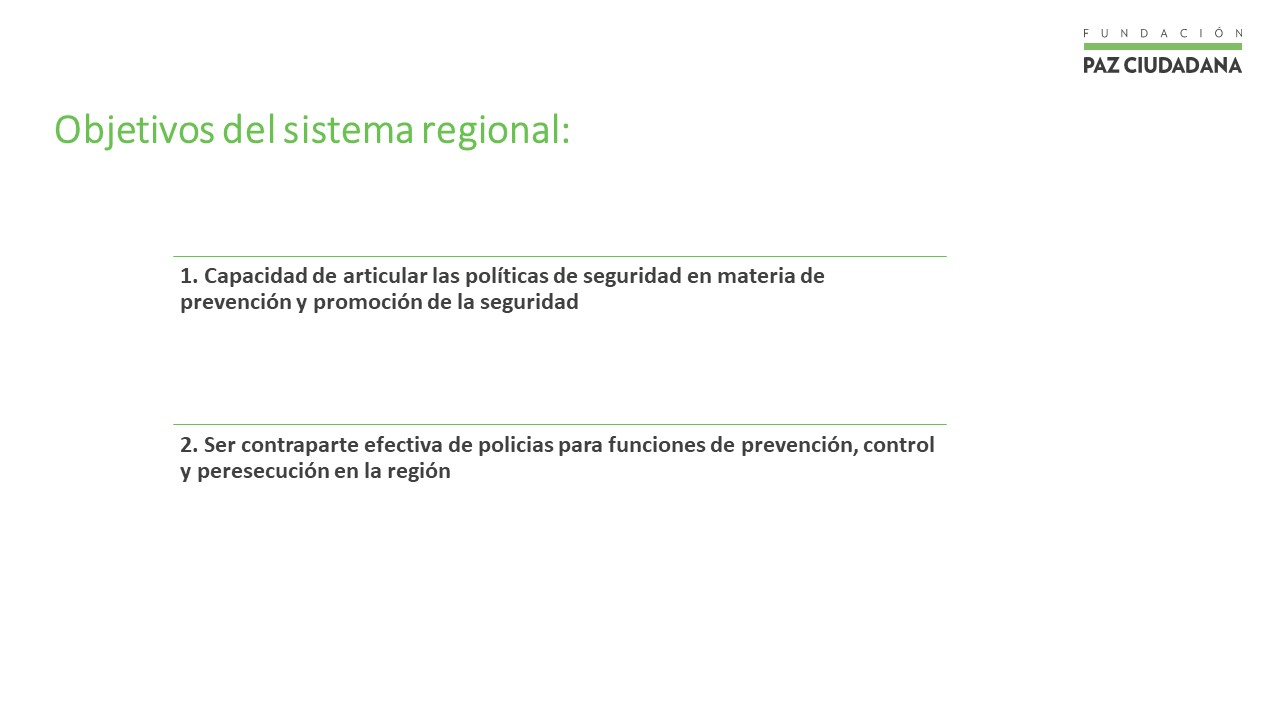 FUNDACIÓN
PAZ CIUDADANA
Objetivos del sistema regional:
1. Capacidad de articular las políticas de seguridad en materia de
prevención y promoción de la seguridad
2. Ser contraparte efectiva de policias para funciones de prevención, control
y peresecución en la región